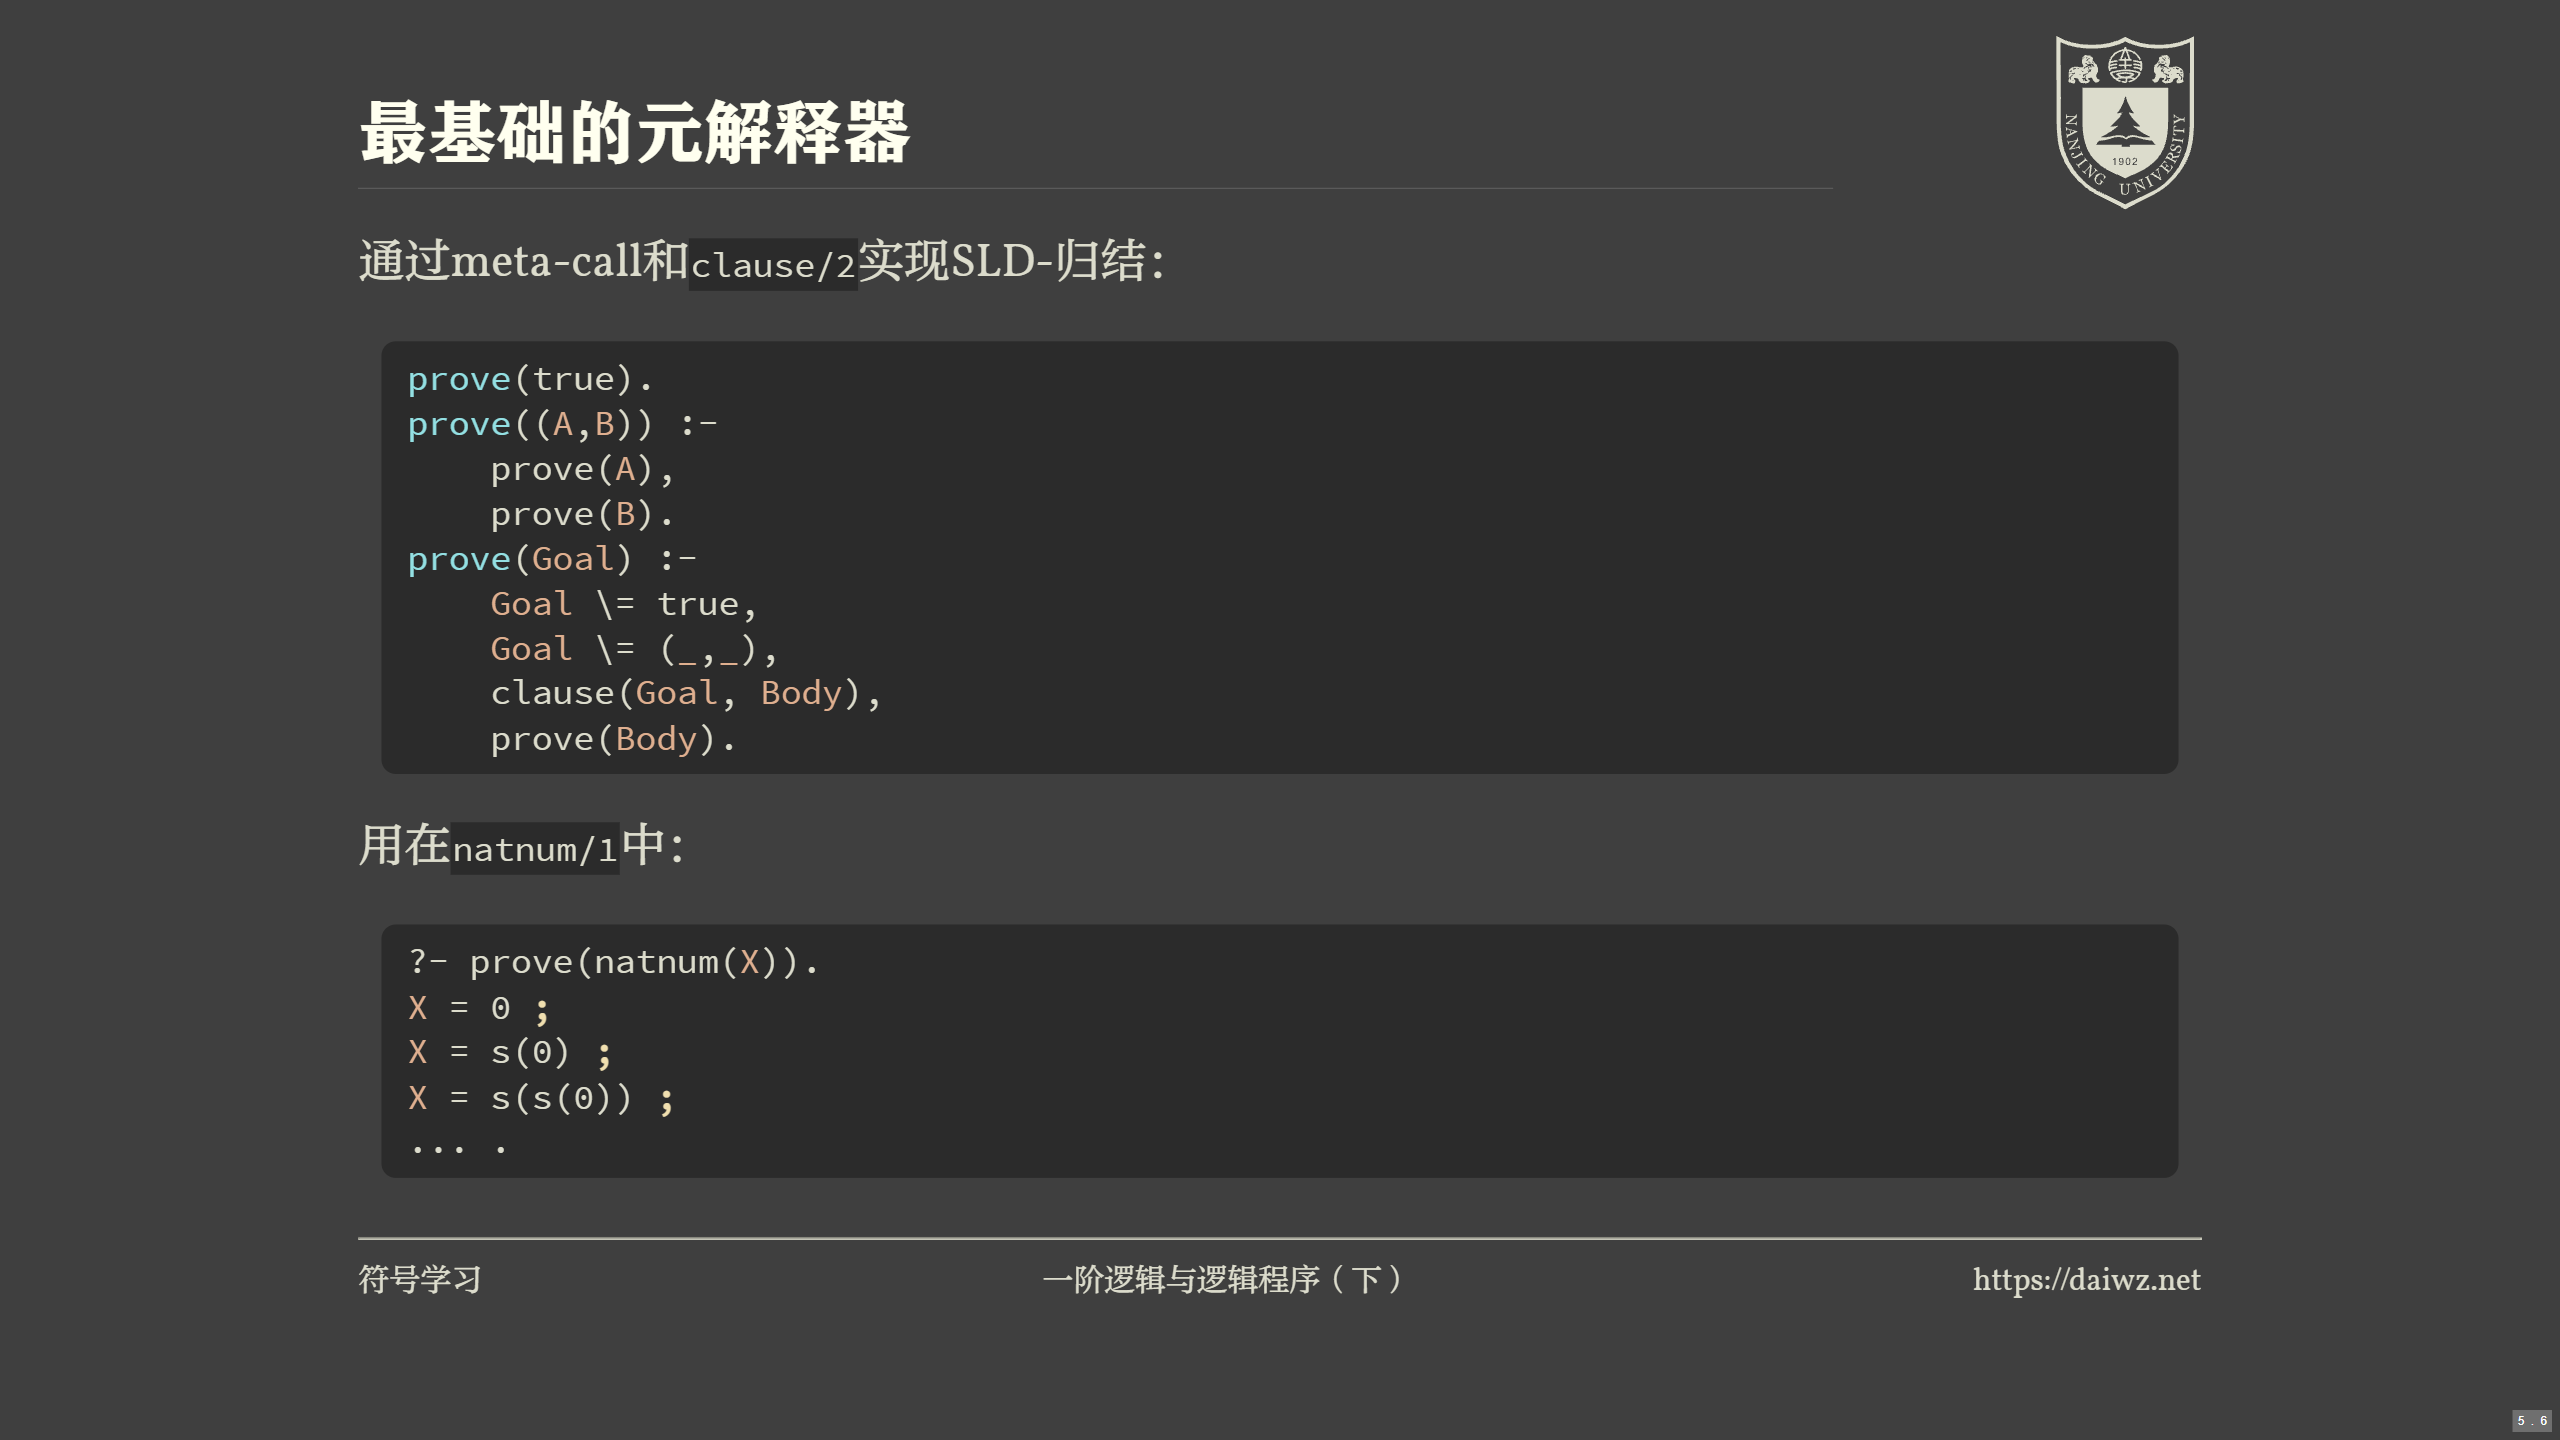 最基础的元解释器
NANJING UNIVERSITY
1902
通过meta-call和clause/2实现SLD-归结：
prove(true).
prove((A,B)) :-
    prove(A),
    prove(B).
prove(Goal) :-
    Goal \= true,
    Goal \= (_,_),
    clause(Goal, Body),
    prove(Body).
用在natnum/1中：
?- prove(natnum(X)).
X = 0 ;
X = s(0) ;
X = s(s(0)) ;
... .
符号学习
一阶逻辑与逻辑程序（下）
https://daiwz.net
5 . 6